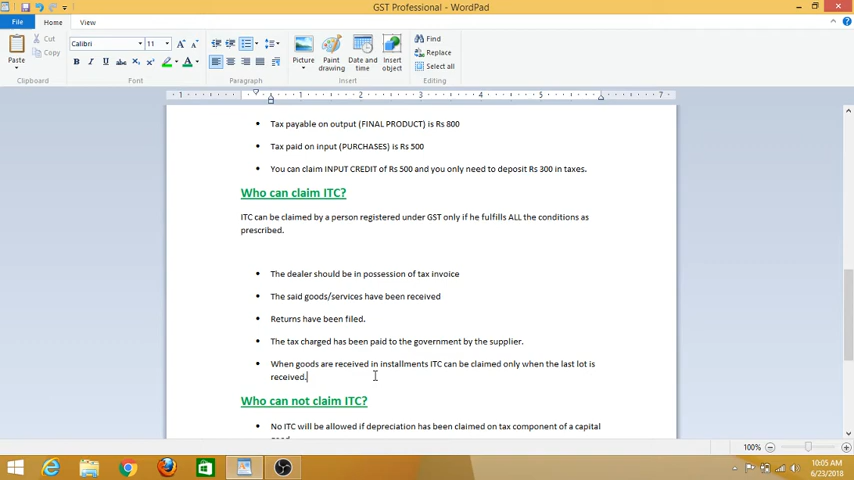 GST Professional - WordPad
File
Home
View
Paste
Cut
Copy
Clipboard
Calibri
11
Font
Paragraph
Picture
Paint drawing
Date and time
Insert object
Insert
Find
Replace
Select all
Editing
1 1 2 3 4 5 7
• Tax payable on output (FINAL PRODUCT) is Rs 800
• Tax paid on input (PURCHASES) is Rs 500
• You can claim INPUT CREDIT of Rs 500 and you only need to deposit Rs 300 in taxes.
Who can claim ITC?
ITC can be claimed by a person registered under GST only if he fulfills ALL the conditions as
prescribed.
• The dealer should be in possession of tax invoice
• The said goods/services have been received
• Returns have been filed.
• The tax charged has been paid to the government by the supplier.
• When goods are received in installments ITC can be claimed only when the last lot is
received.
Who can not claim ITC?
• No ITC will be allowed if depreciation has been claimed on tax component of a capital
100%
10:05 AM
6/23/2018